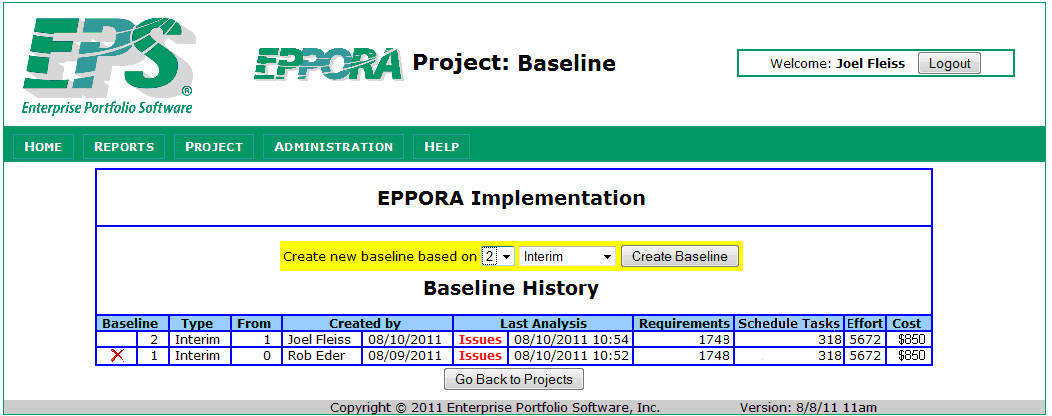 EPS®
Enterprise Portfolio Software
EPPORA Project: Baseline
Welcome: Joel Fleiss Logout
HOME REPORTS PROJECT ADMINISTRATION HELP
EPPORA Implementation
Create new baseline based on 2 Interim Create Baseline
Baseline History
Baseline Type From Created by Last Analysis Requirements Schedule Tasks Effort Cost
2 Interim 1 Joel Fleiss 08/10/2011 Issues 08/10/2011 10:54 1748 318 5672 $850
1 Interim 0 Rob Eder 08/09/2011 Issues 08/10/2011 10:52 1748 318 5672 $850
Go Back to Projects
Copyright © 2011 Enterprise Portfolio Software, Inc. Version: 8/8/11 11am